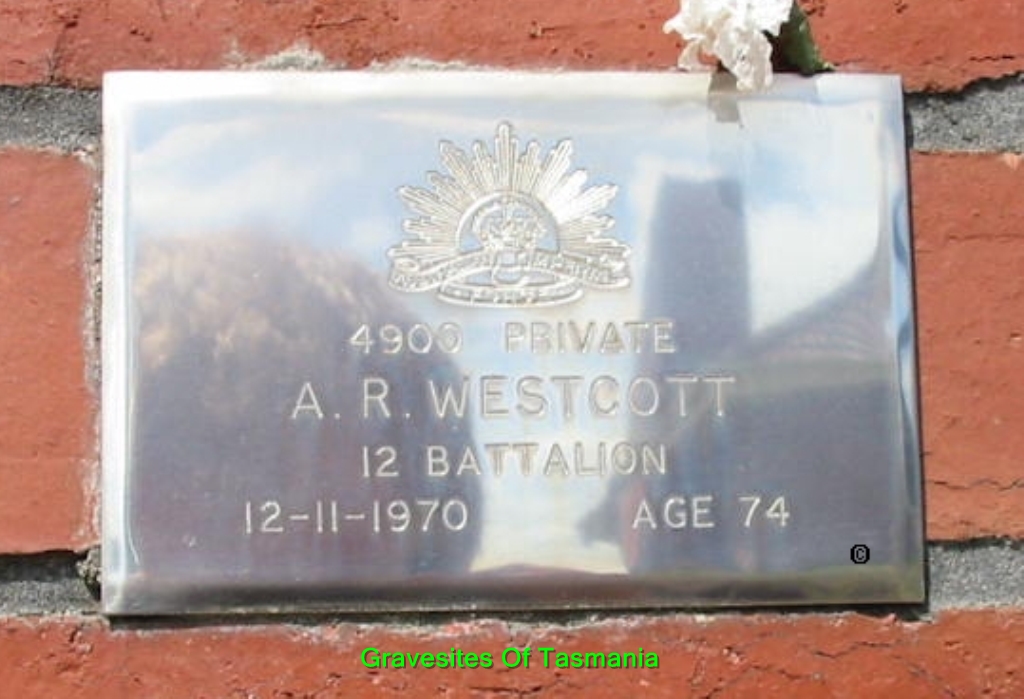 4900 PRIVATE
A. R. WESTCOTT
12 BATTALION
12-11-1970 AGE 74
©
Gravesites Of Tasmania